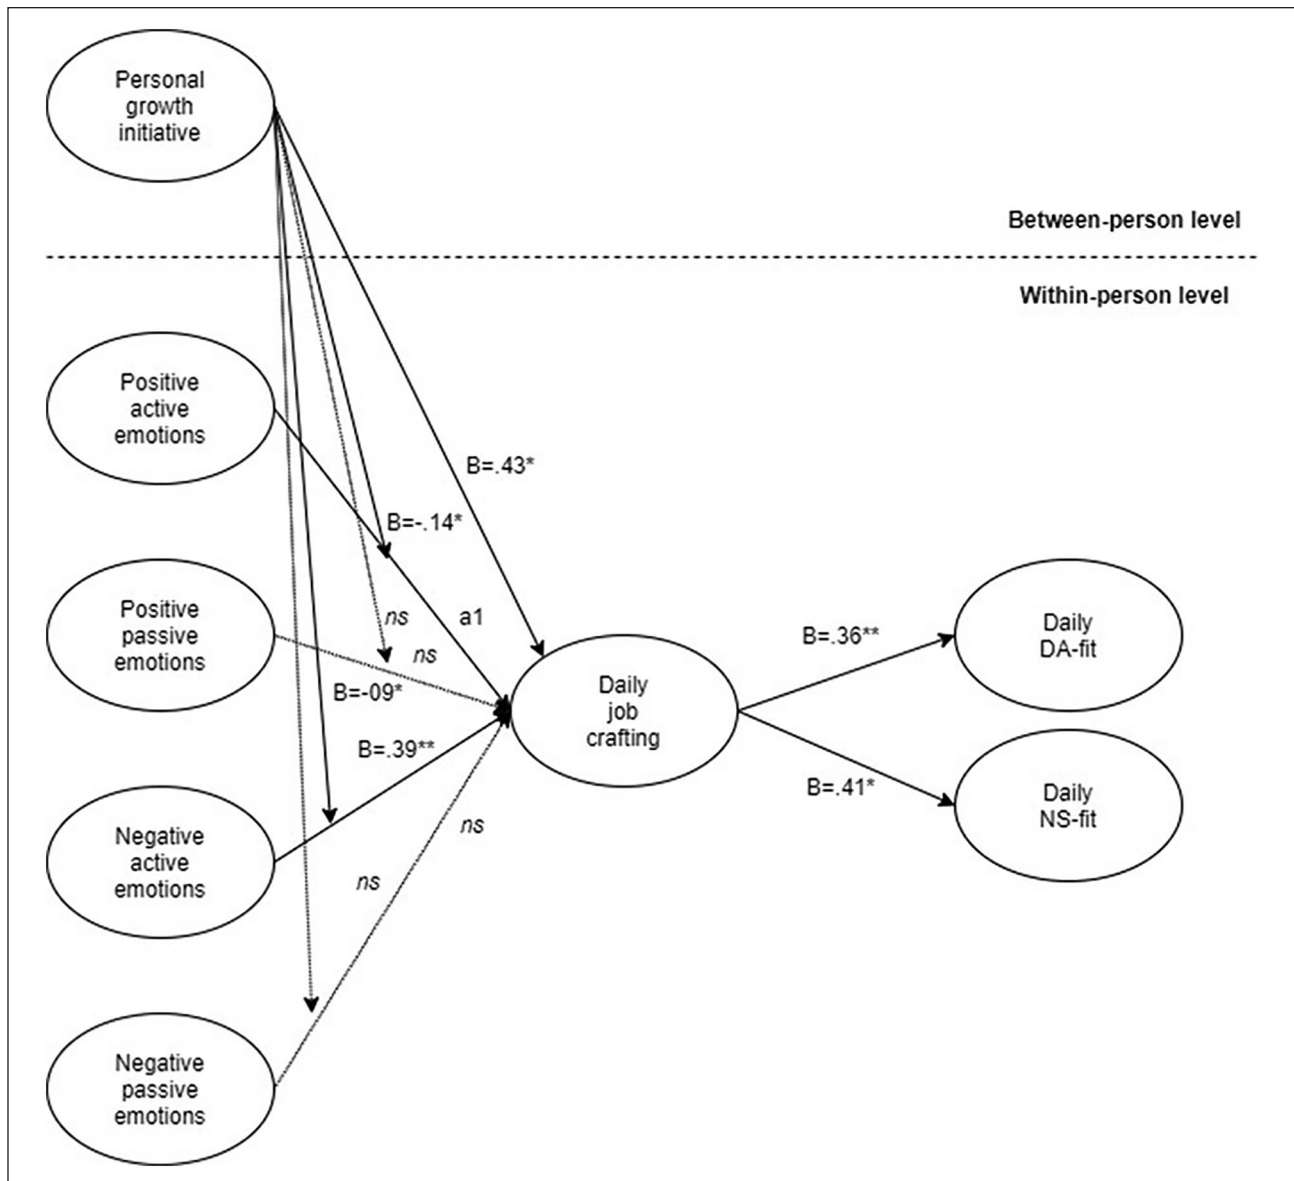 Personal
growth
initiative
Between-person level
Within-person level
Positive
active
emotions
B=.43*
B=-.14*
Positive
passive
emotions
ns
a1
ns
B=-09*
Daily
job
crafting
B=.36**
Daily
DA-fit
B=.39**
B=.41*
Daily
NS-fit
ns
Negative
active
emotions
ns
Negative
passive
emotions